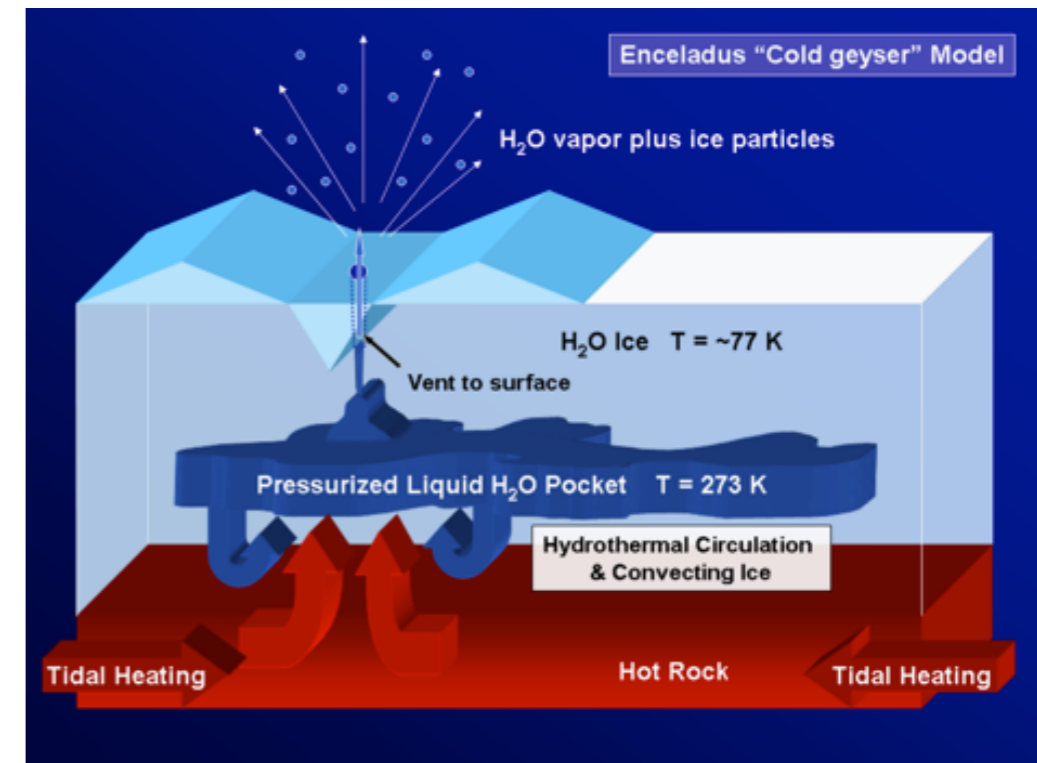 Enceladus “Cold geyser” Model
H₂O vapor plus ice particles
H₂O Ice T = ~77 K
Vent to surface
Pressurized Liquid H₂O Pocket T = 273 K
Hydrothermal Circulation
& Convecting Ice
Tidal Heating
Hot Rock
Tidal Heating